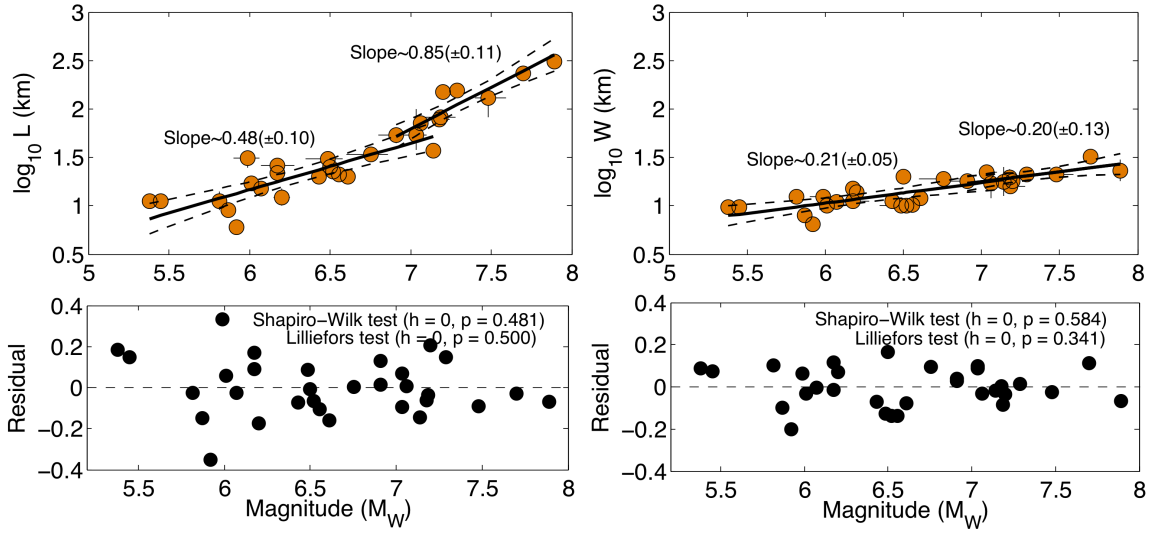 3
2.5
2
1.5
1
0.5
log10 L (km)
Slope~0.85(±0.11)
Slope~0.48(±0.10)
5 5.5 6 6.5 7 7.5 8
3
2.5
2
1.5
1
0.5
log10 W (km)
Slope~0.20(±0.13)
Slope~0.21(±0.05)
5 5.5 6 6.5 7 7.5 8
0.4
0.2
0
−0.2
−0.4
Residual
Shapiro−Wilk test (h = 0, p = 0.481)
Lilliefors test (h = 0, p = 0.500)
5.5 6 6.5 7 7.5 8
Magnitude (MW)
0.4
0.2
0
−0.2
−0.4
Residual
Shapiro−Wilk test (h = 0, p = 0.584)
Lilliefors test (h = 0, p = 0.341)
5.5 6 6.5 7 7.5 8
Magnitude (MW)